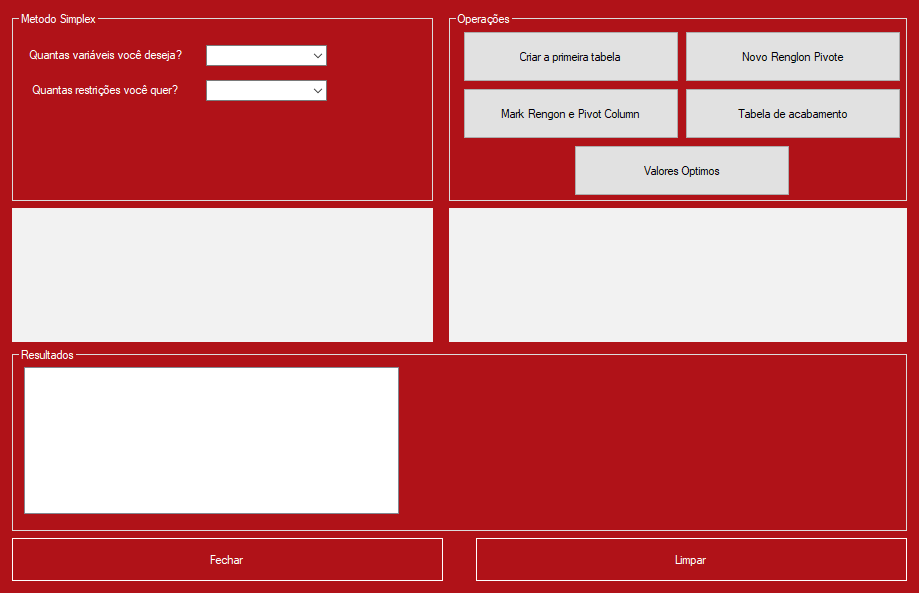 Metodo Simplex
Quantas variáveis você deseja?
Quantas restrições você quer?
Operações
Criar a primeira tabela
Novo Renglon Pivote
Mark Rengon e Pivot Column
Tabela de acabamento
Valores Optimos
Resultados
Fechar
Limpar